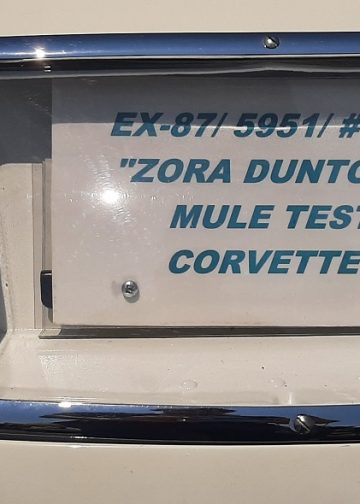 EX-87/ 5951/ #
"ZORA DUNTO
MULE TEST
CORVETTE